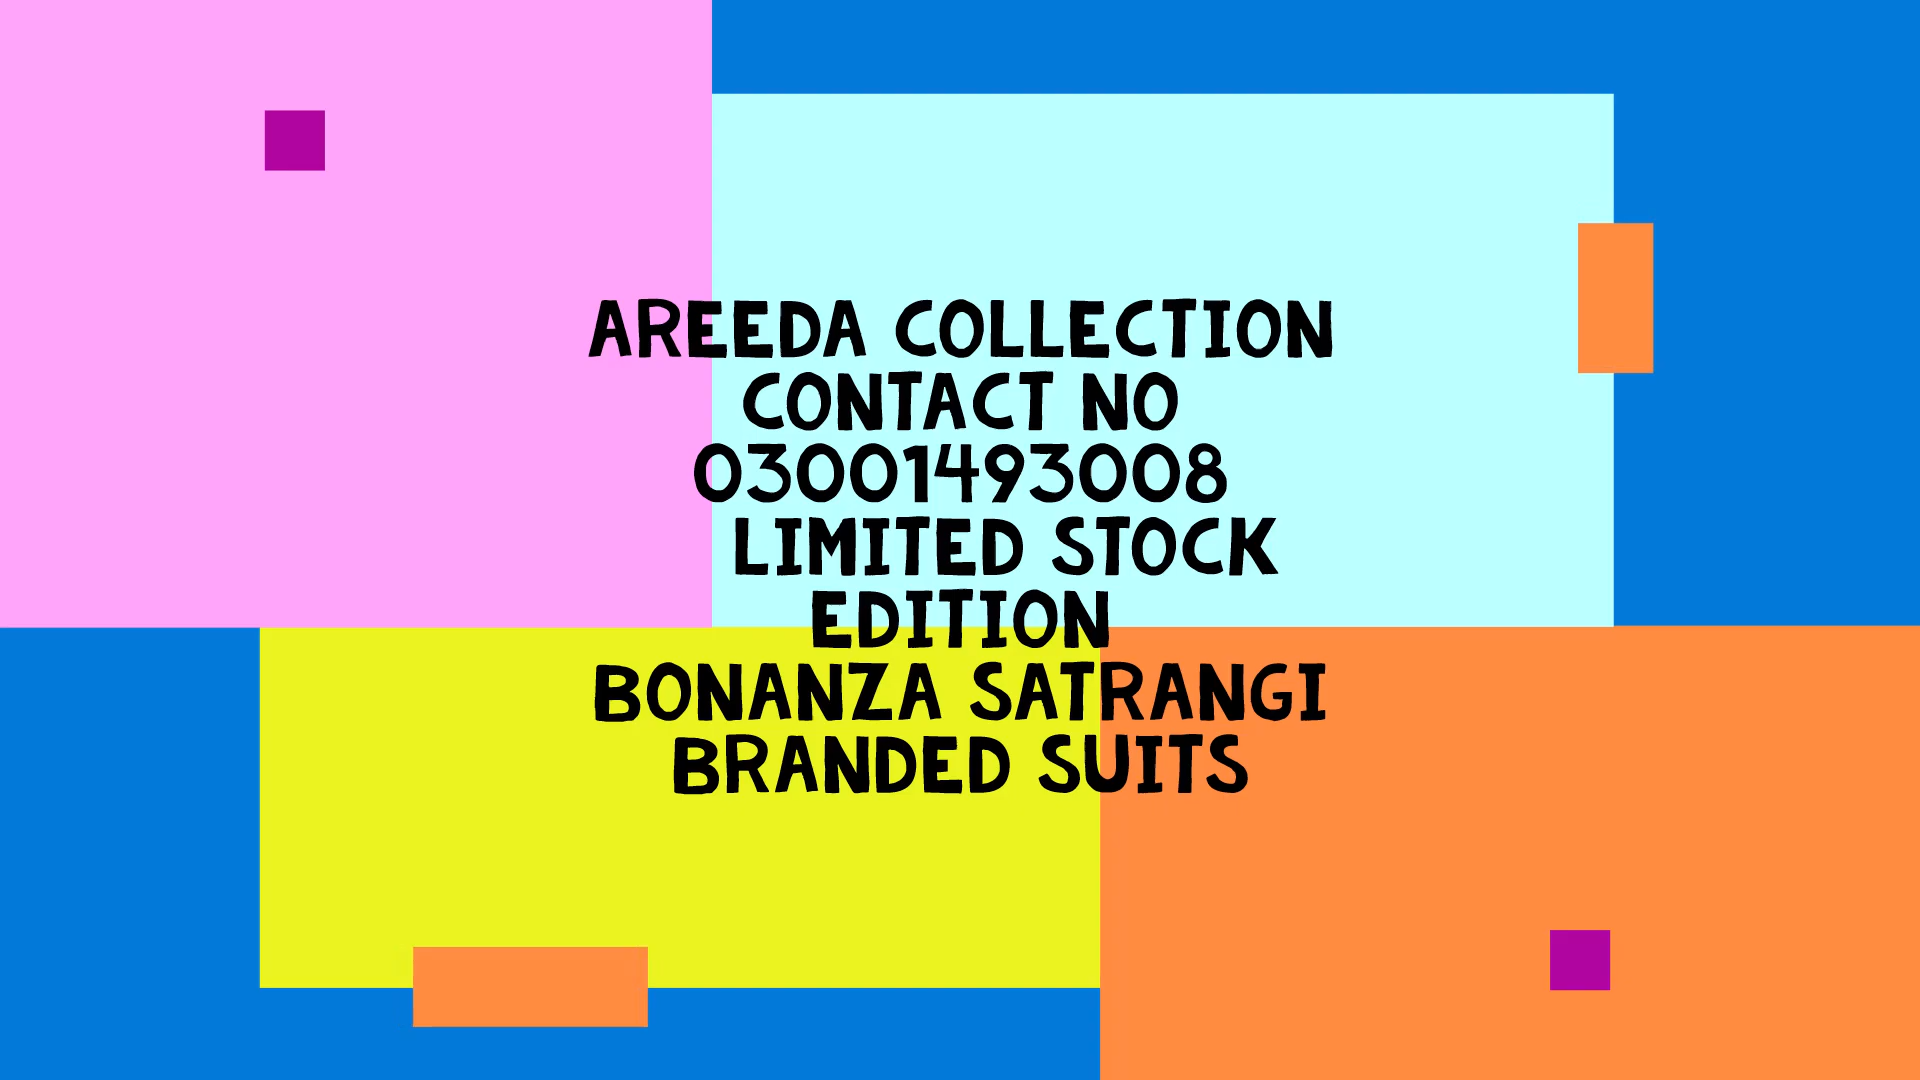 AREEDA COLLECTION
CONTACT NO
03001493008
LIMITED STOCK
EDITION
BONANZA SATRANGI
BRANDED SUITS